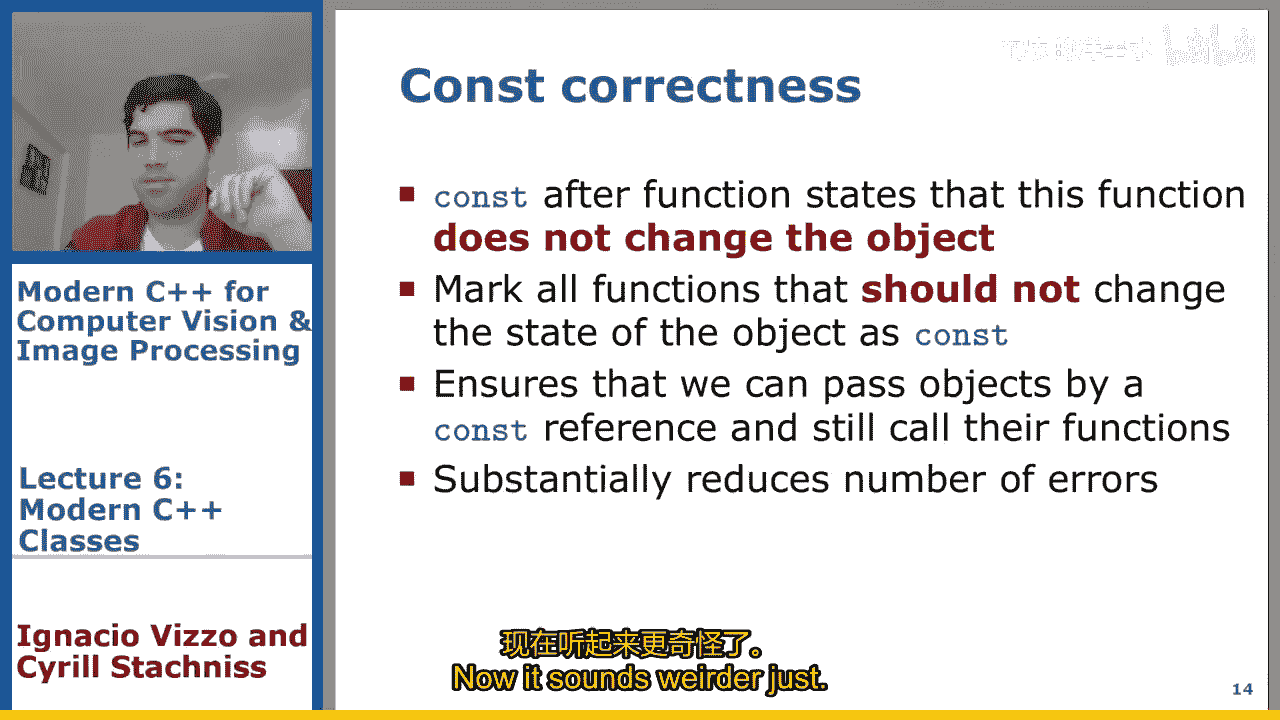 Const correctness
const after function states that this function
does not change the object
Mark all functions that should not change
the state of the object as const
Ensures that we can pass objects by a
const reference and still call their functions
Substantially reduces number of errors
Modern C++ for
Computer Vision &
Image Processing
Lecture 6:
Modern C++
Classes
Ignacio Vizzo and
Cyrill Stachniss
现在听起来更奇怪了。
Now it sounds weirder just.
14